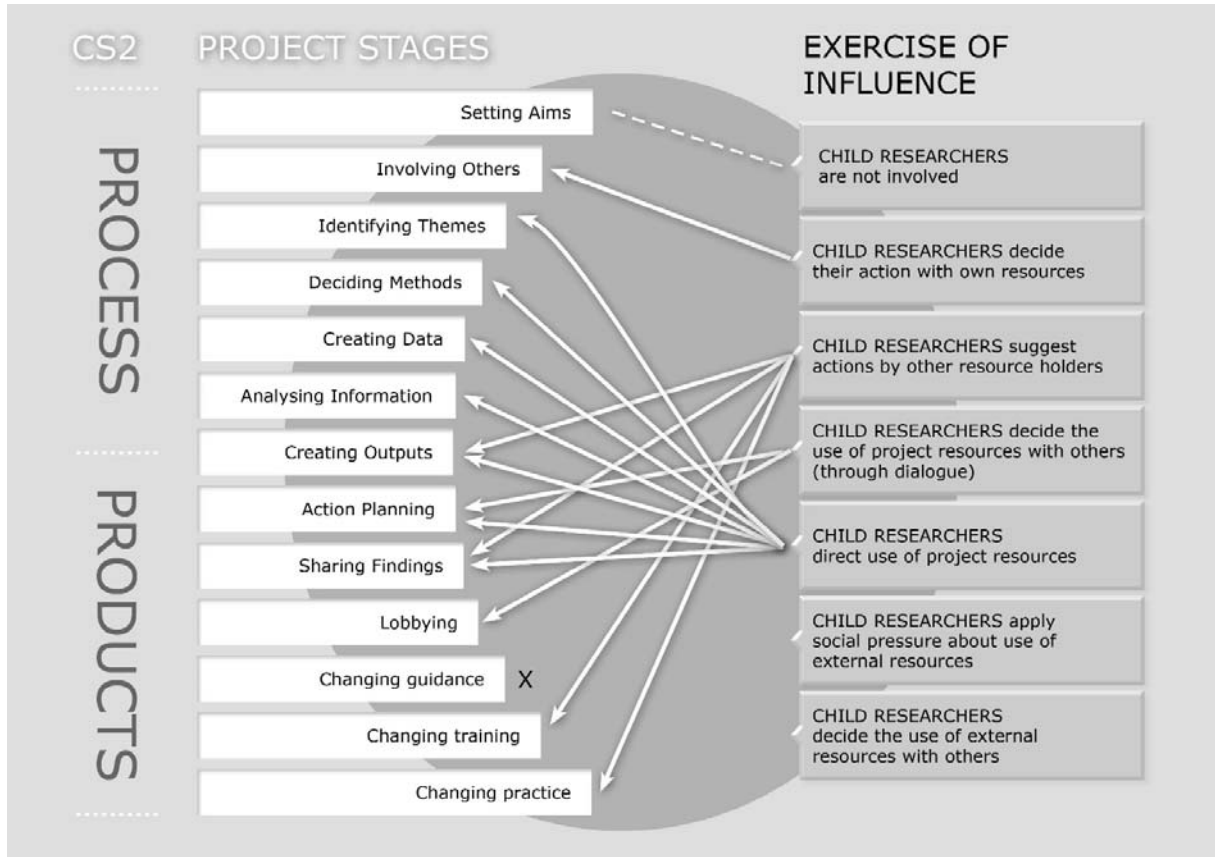 CS2
PROJECT STAGES
EXERCISE OF
INFLUENCE
PROCESS
Setting Aims
Involving Others
Identifying Themes
Deciding Methods
Creating Data
Analysing Information
Creating Outputs
PRODUCTS
Action Planning
Sharing Findings
Lobbying
Changing guidance
X
Changing training
Changing practice
CHILD RESEARCHERS
are not involved
CHILD RESEARCHERS decide
their action with own resources
CHILD RESEARCHERS suggest
actions by other resource holders
CHILD RESEARCHERS decide the
use of project resources with others
(through dialogue)
CHILD RESEARCHERS
direct use of project resources
CHILD RESEARCHERS apply
social pressure about use of
external resources
CHILD RESEARCHERS
decide the use of external
resources with others